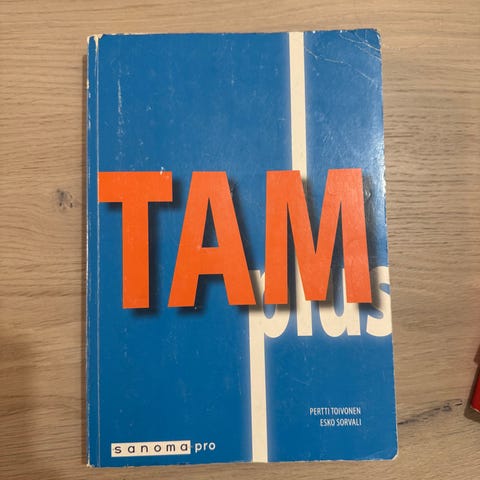 TAM
plus
PERTTI TOIVONEN
ESKO SORVALI
sanoma pro